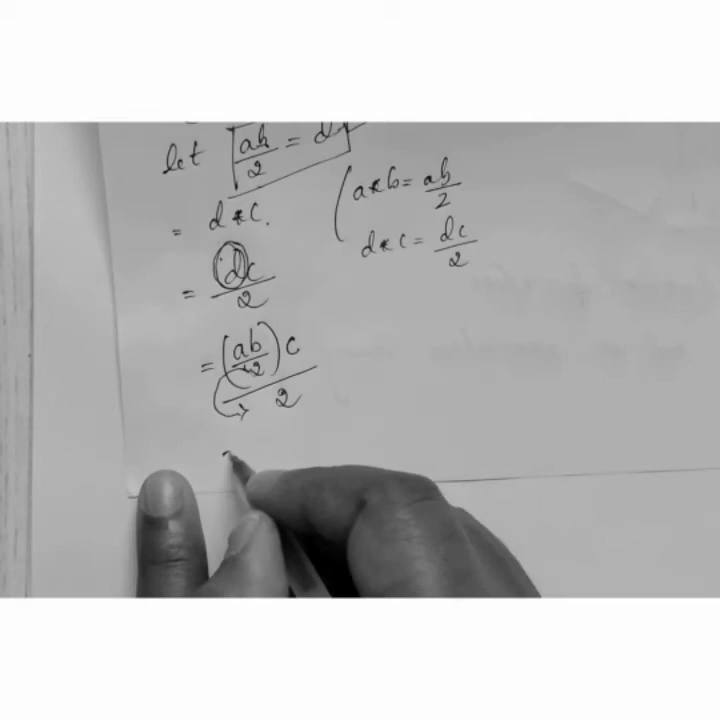 let ab/2 = d
= d*c.
= dc/2
= (ab/2)c/2
a*b = ab/2
d*c = dc/2